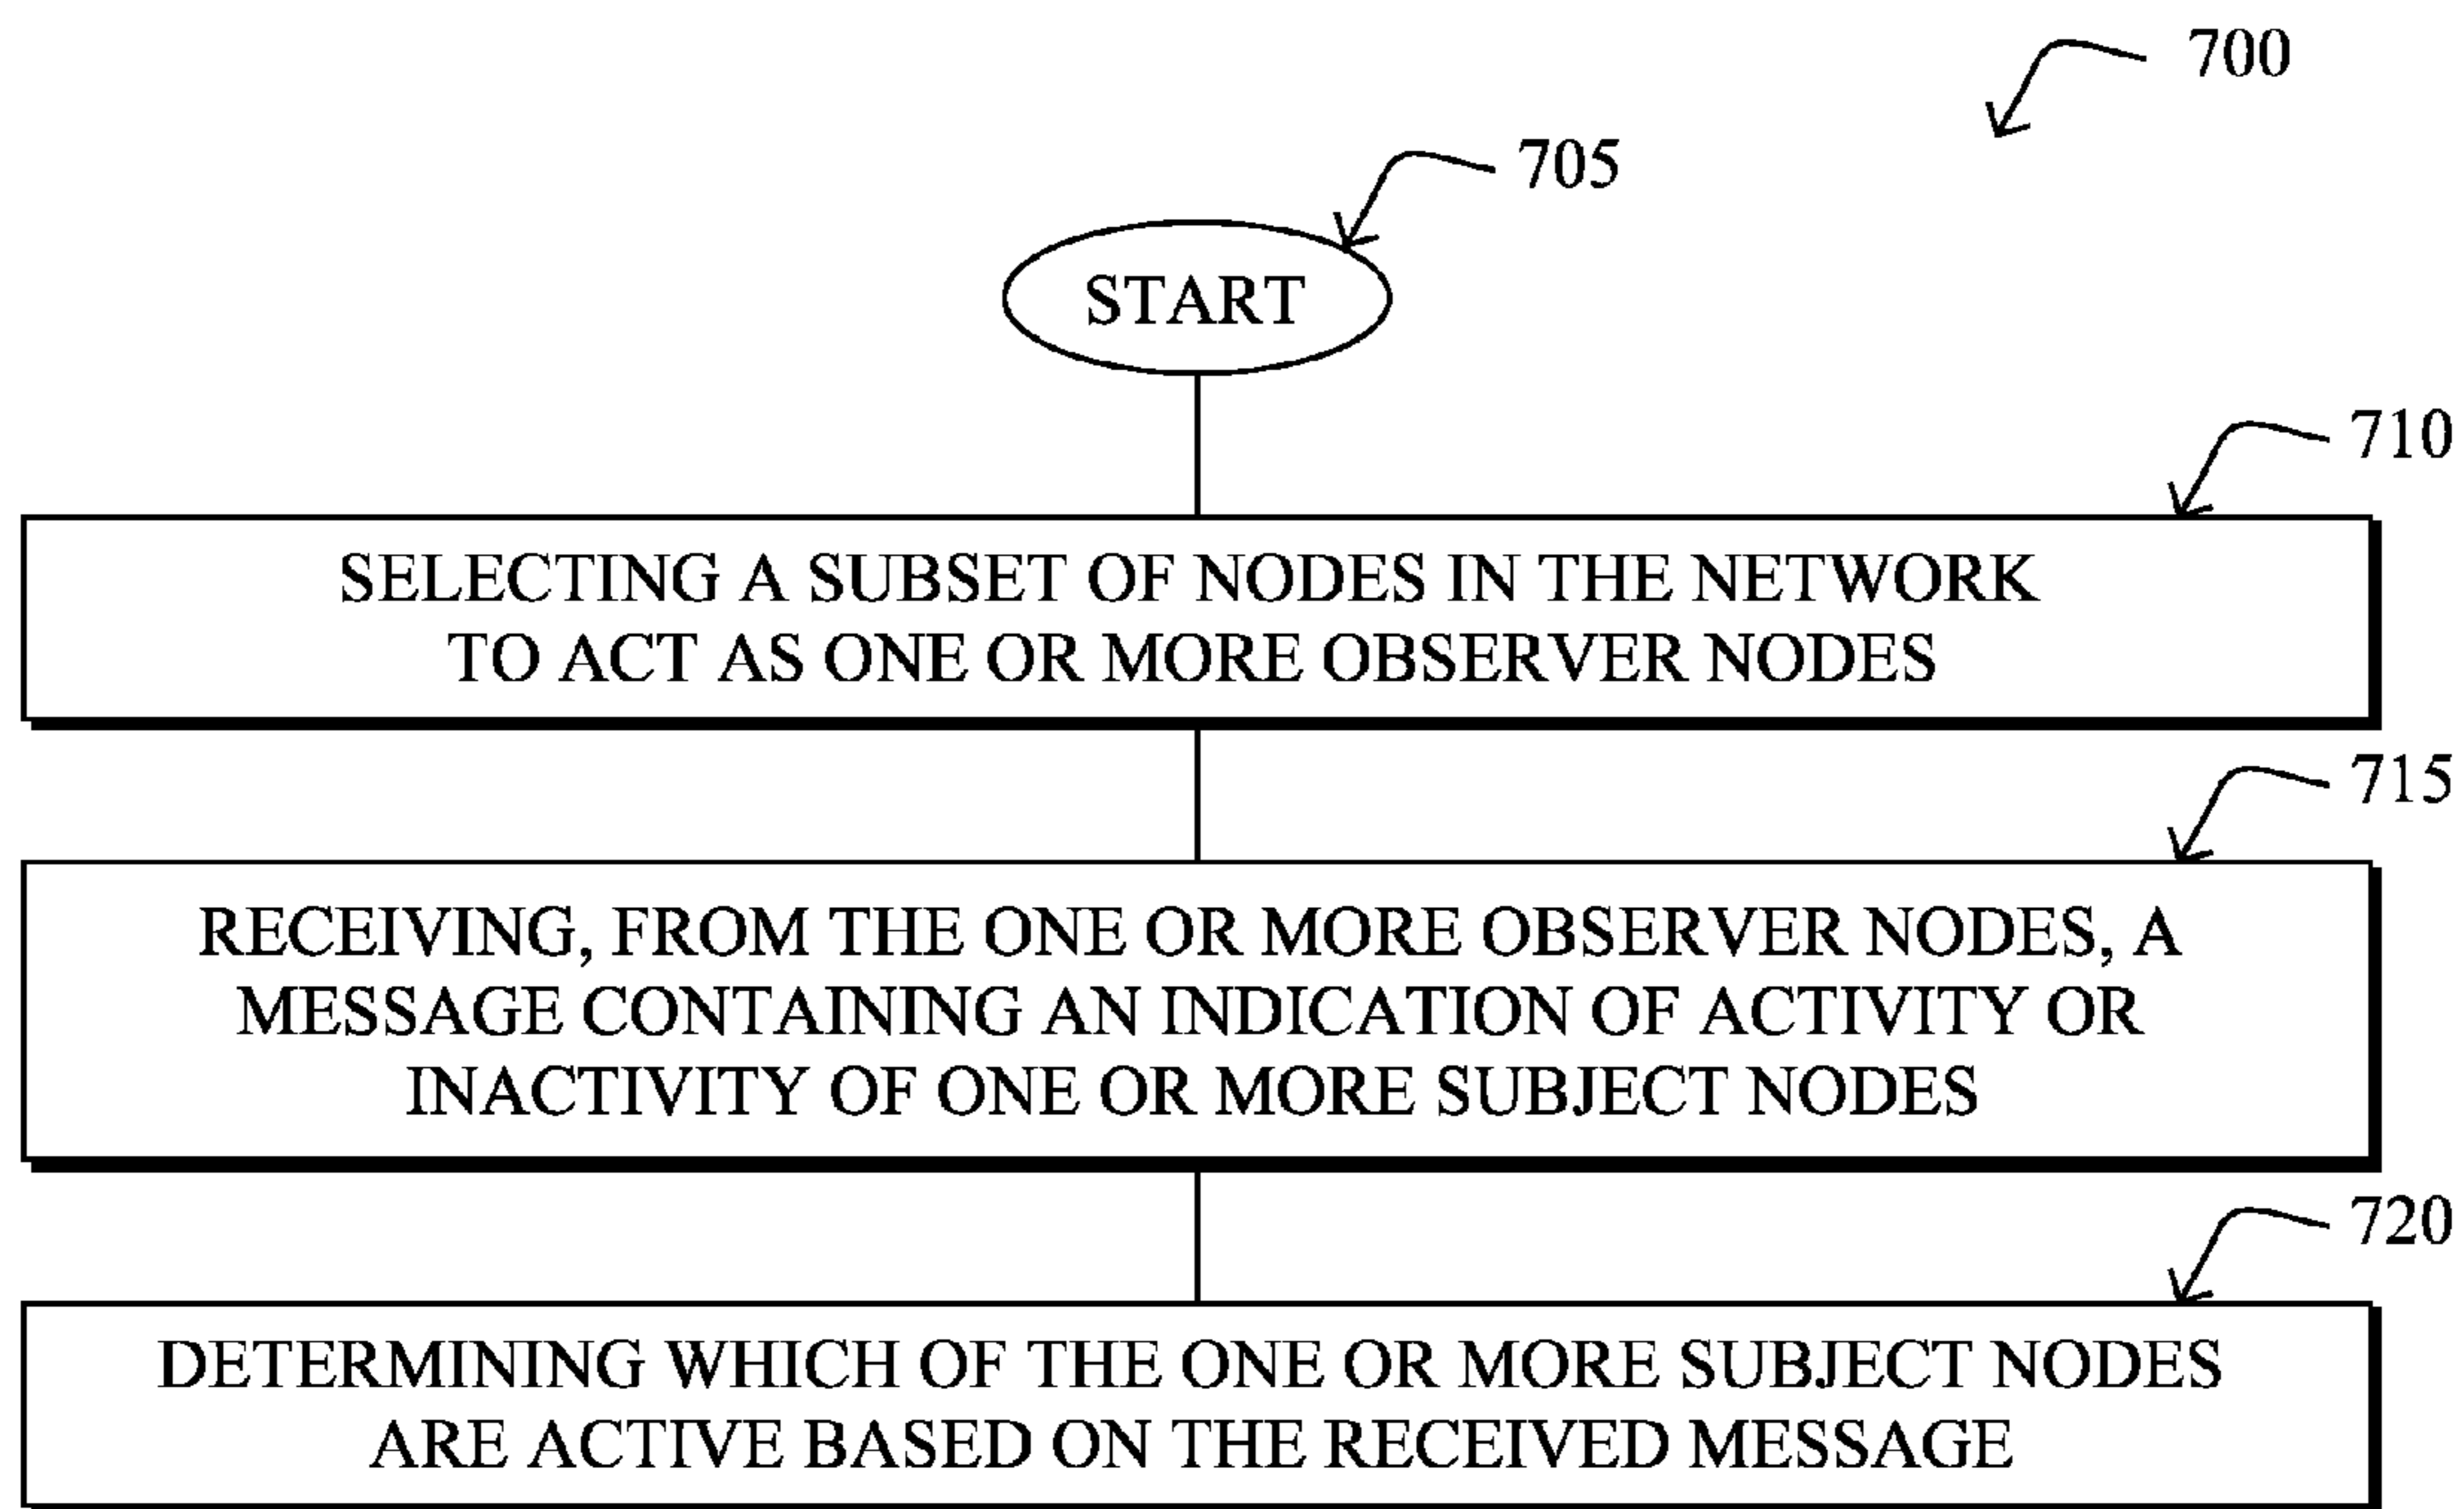 700
705
START
710
SELECTING A SUBSET OF NODES IN THE NETWORK
TO ACT AS ONE OR MORE OBSERVER NODES
715
RECEIVING, FROM THE ONE OR MORE OBSERVER NODES, A
MESSAGE CONTAINING AN INDICATION OF ACTIVITY OR
INACTIVITY OF ONE OR MORE SUBJECT NODES
720
DETERMINING WHICH OF THE ONE OR MORE SUBJECT NODES
ARE ACTIVE BASED ON THE RECEIVED MESSAGE